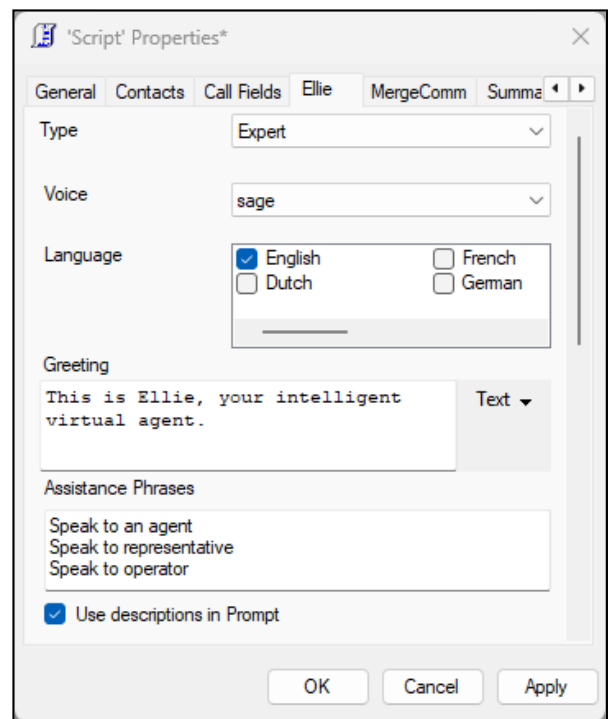 'Script' Properties*
General Contacts Call Fields Ellie MergeComm Summa
Type Expert
Voice sage
Language English French
Dutch German
Greeting
This is Ellie, your intelligent Text
virtual agent.
Assistance Phrases
Speak to an agent
Speak to representative
Speak to operator
Use descriptions in Prompt
OK Cancel Apply